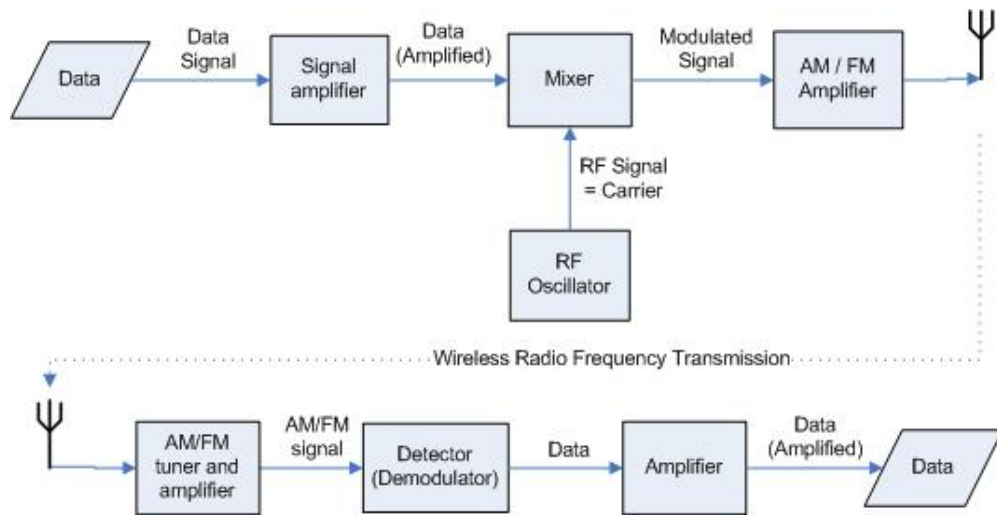 Data
Data
Signal
Signal
amplifier
Data
(Amplified)
Mixer
Modulated
Signal
AM / FM
Amplifier
RF Signal
= Carrier
RF
Oscillator
Wireless Radio Frequency Transmission
AM/FM
tuner and
amplifier
AM/FM
signal
Detector
(Demodulator)
Data
Amplifier
Data
(Amplified)
Data